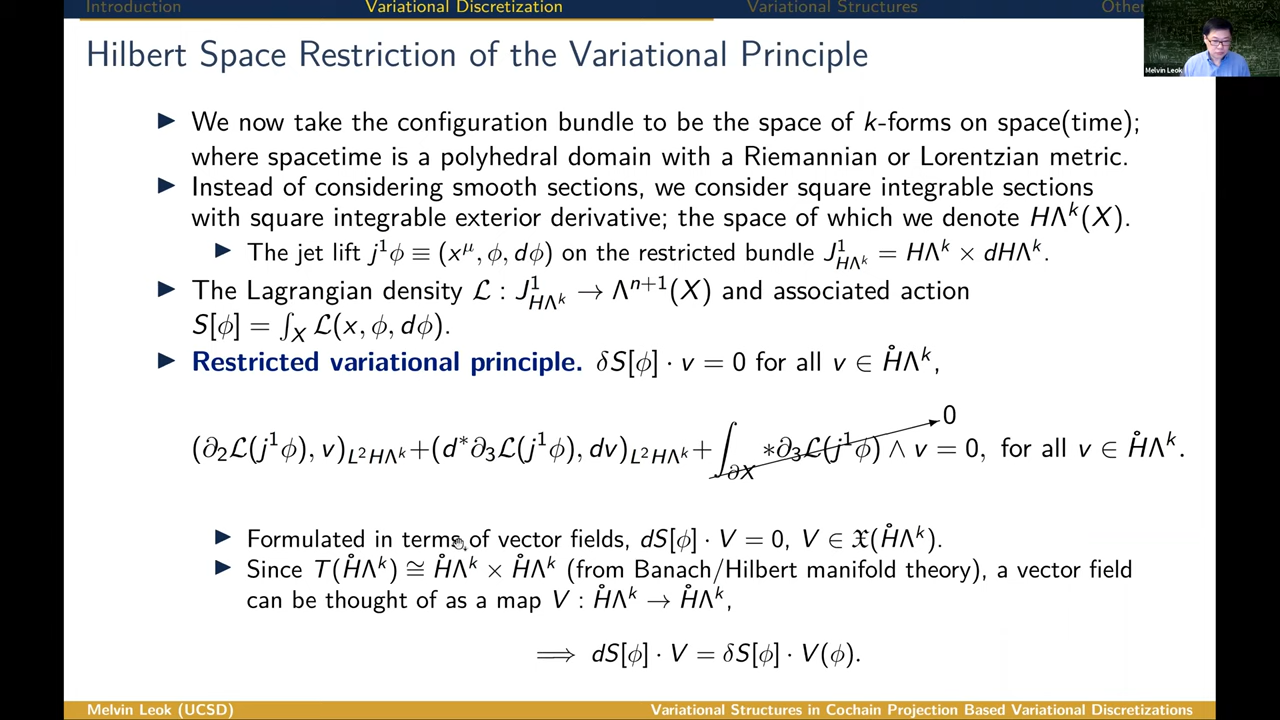 Introduction Variational Discretization Variational Structures Other
Melvin Leok
Hilbert Space Restriction of the Variational Principle
▶ We now take the configuration bundle to be the space of k-forms on space(time);
where spacetime is a polyhedral domain with a Riemannian or Lorentzian metric.
▶ Instead of considering smooth sections, we consider square integrable sections
with square integrable exterior derivative; the space of which we denote HΛᵏ(X).
▶ The jet lift j¹ϕ ≡ (xᵘ, ϕ, dϕ) on the restricted bundle J¹_{HΛᵏ} = HΛᵏ × dHΛᵏ.
▶ The Lagrangian density ℒ : J¹_{HΛᵏ} → Λⁿ⁺¹(X) and associated action
S[ϕ] = ∫_X ℒ(x, ϕ, dϕ).
▶ Restricted variational principle. δS[ϕ] · v = 0 for all v ∈ H̊Λᵏ,
0
(∂₂ℒ(j¹ϕ), v)_{L²HΛᵏ}+(d*∂₃ℒ(j¹ϕ), dv)_{L²HΛᵏ}+∫_{∂X} *∂₃ℒ(j¹ϕ) ∧ v = 0, for all v ∈ H̊Λᵏ.
▶ Formulated in terms of vector fields, dS[ϕ] · V = 0, V ∈ 𝔛(H̊Λᵏ).
▶ Since T(H̊Λᵏ) ≅ H̊Λᵏ × H̊Λᵏ (from Banach/Hilbert manifold theory), a vector field
can be thought of as a map V : H̊Λᵏ → H̊Λᵏ,
⟹ dS[ϕ] · V = δS[ϕ] · V(ϕ).
Melvin Leok (UCSD) Variational Structures in Cochain Projection Based Variational Discretizations